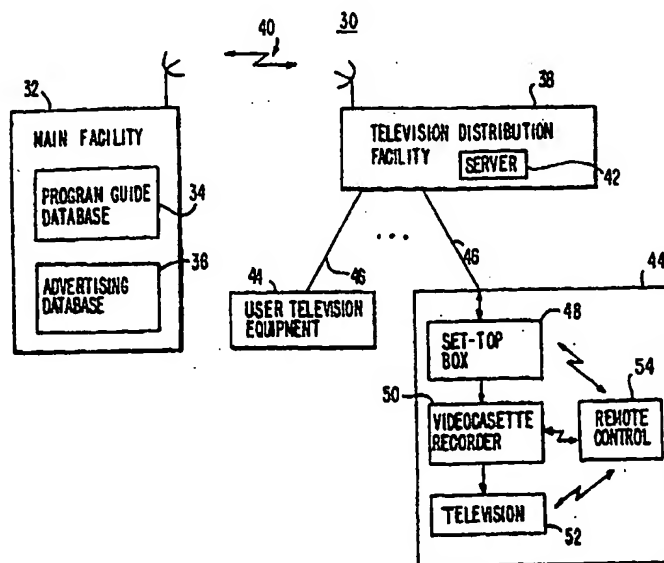 40
30
32
38
MAIN FACILITY
PROGRAN GUIDE
DATABASE
34
ADVERTISING
DATABASE
36
TELEVISION DISTRIBUTION
FACILITY
SERVER
42
...
46
46
44
USER TELEVISION
EQUIPMENT
44
48
SET-TOP
BOX
50
VIDEOCASETTE
RECORDER
54
REMOTE
CONTROL
TELEVISION
52